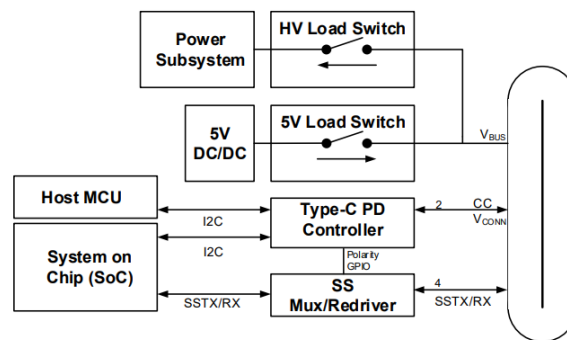 Power
Subsystem
HV Load Switch
5V
DC/DC
5V Load Switch
VBUS
Host MCU
I2C
Type-C PD
Controller
2
CC
VCONN
System on
Chip (SoC)
I2C
Polarity
GPIO
SSTX/RX
SS
Mux/Redriver
4
SSTX/RX